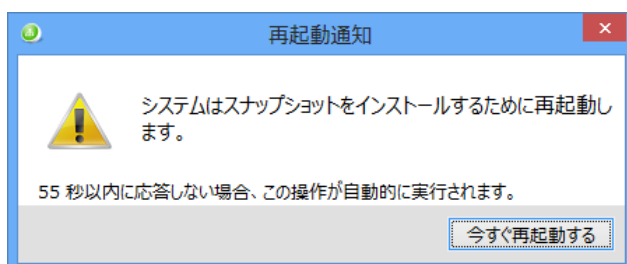 再起動通知
システムはスナップショットをインストールするために再起動し
ます。
55 秒以内に応答しない場合、この操作が自動的に実行されます。
今すぐ再起動する